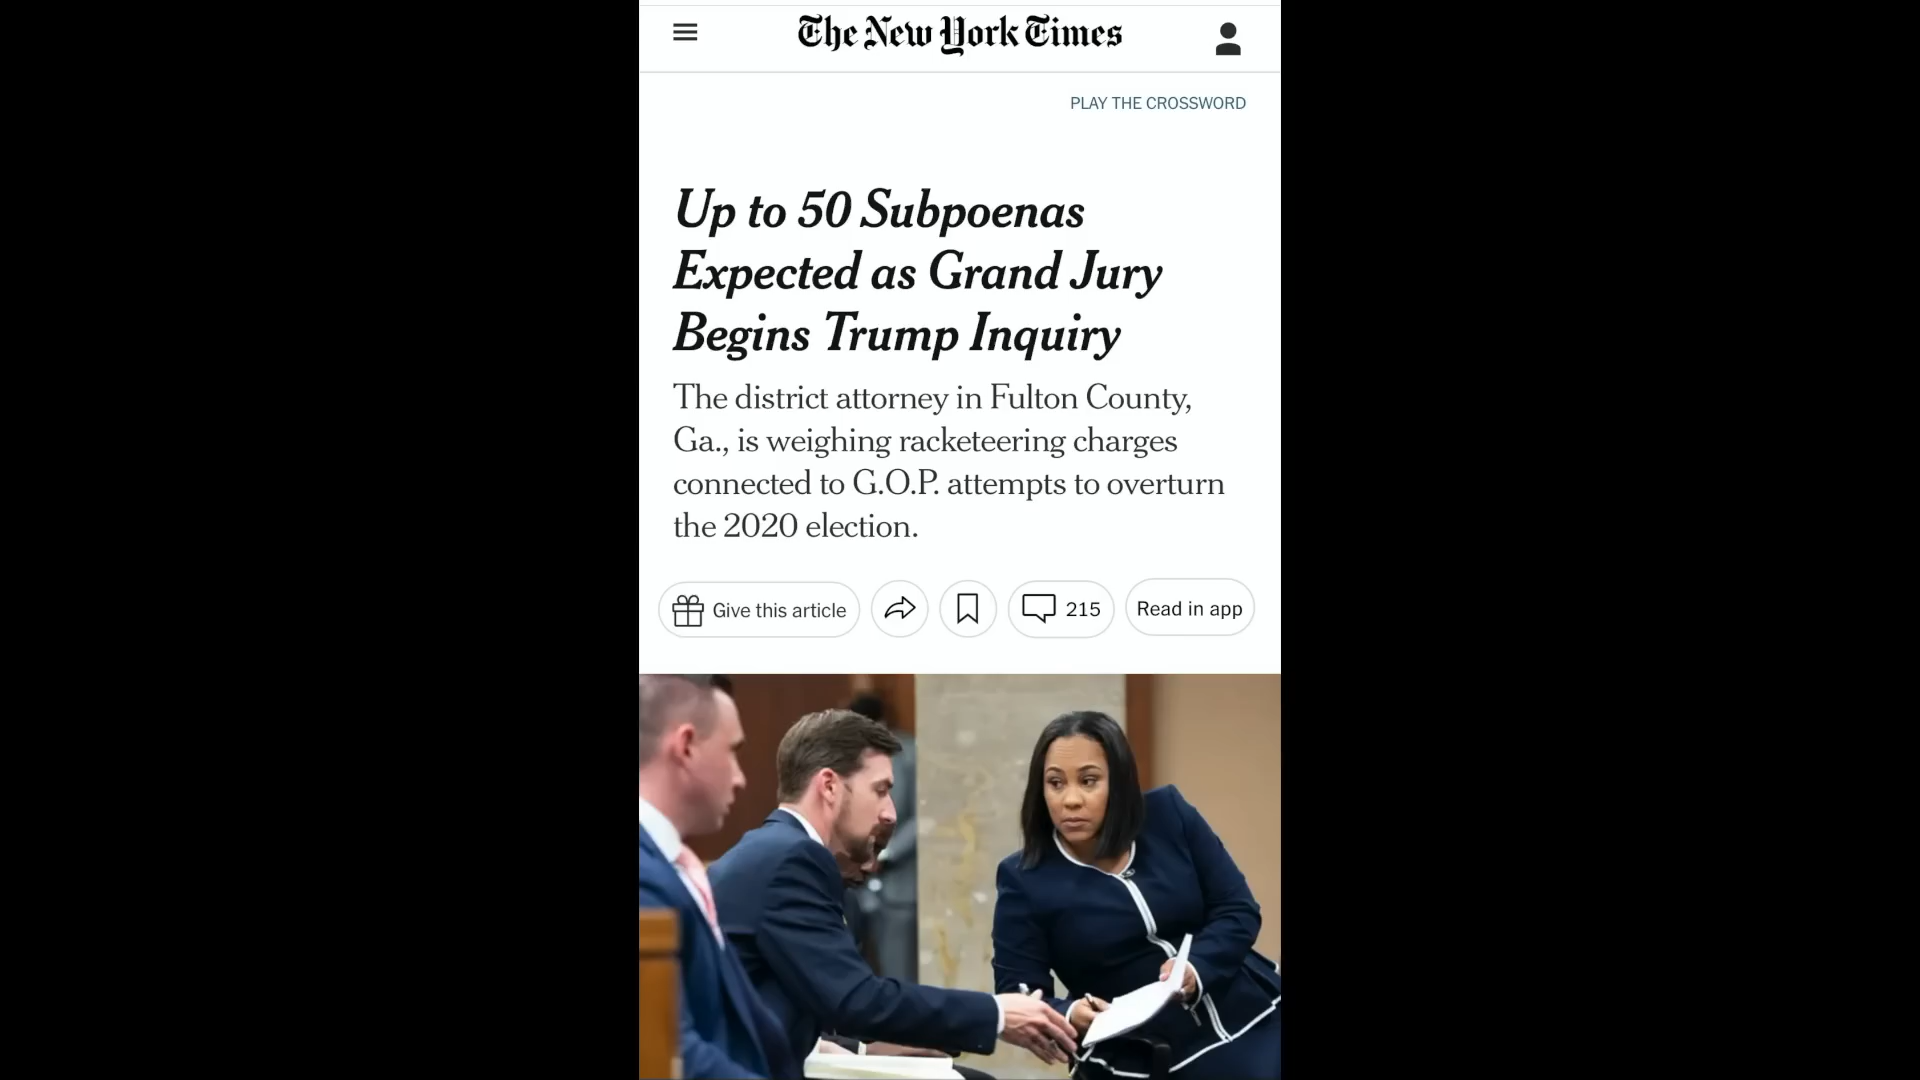 The New York Times
PLAY THE CROSSWORD
Up to 50 Subpoenas
Expected as Grand Jury
Begins Trump Inquiry
The district attorney in Fulton County,
Ga., is weighing racketeering charges
connected to G.O.P. attempts to overturn
the 2020 election.
Give this article
215
Read in app